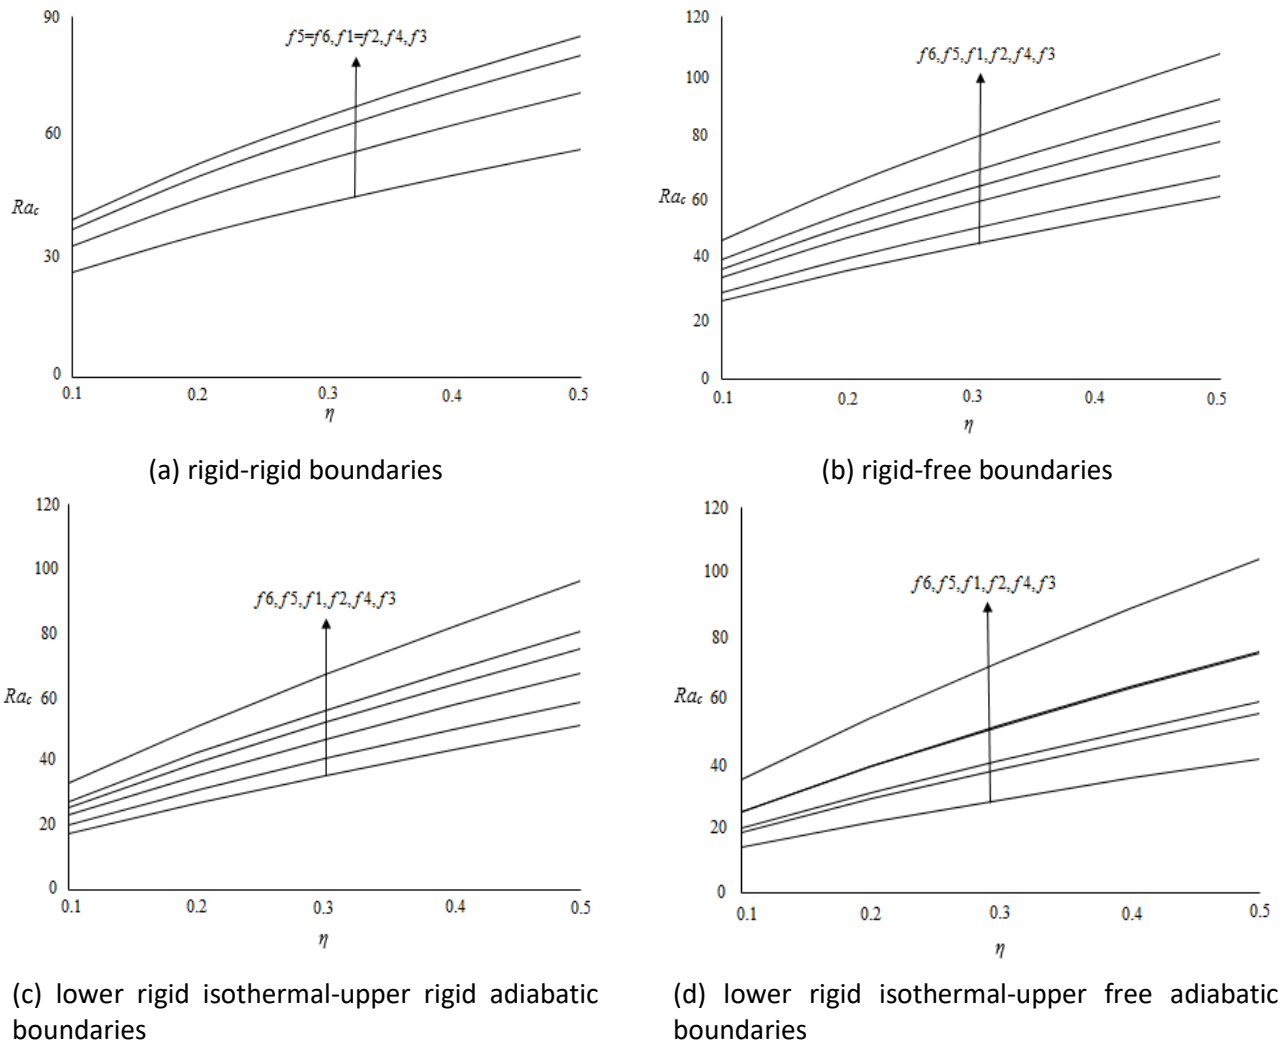 90
f5=f6,f1=f2,f4,f3
60
Rac
30
0
0.1 0.2 0.3 0.4 0.5
η
(a) rigid-rigid boundaries
120
f6,f5,f1,f2,f4,f3
100
80
Rac 60
40
20
0
0.1 0.2 0.3 0.4 0.5
η
(b) rigid-free boundaries
120
100
f6,f5,f1,f2,f4,f3
80
Rac 60
40
20
0
0.1 0.2 0.3 0.4 0.5
η
(c) lower rigid isothermal-upper rigid adiabatic
boundaries
120
100
f6,f5,f1,f2,f4,f3
80
Rac 60
40
20
0
0.1 0.2 0.3 0.4 0.5
η
(d) lower rigid isothermal-upper free adiabatic
boundaries